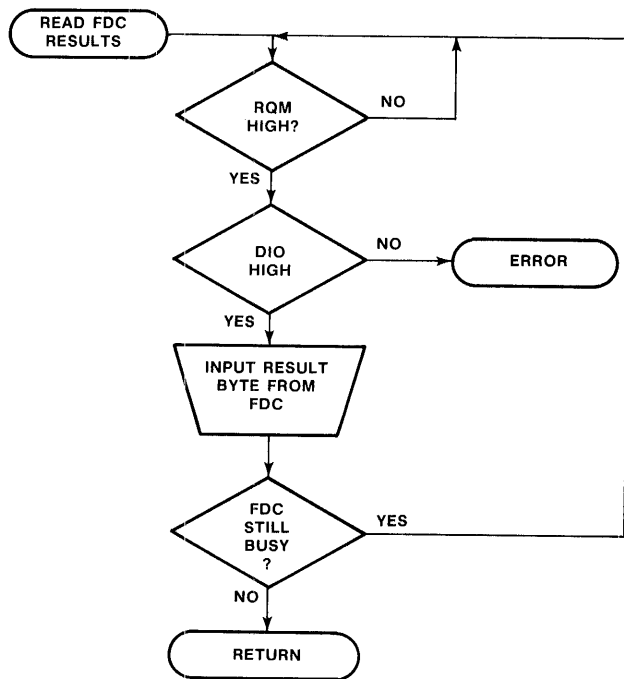 READ FDC
RESULTS
RQM
HIGH?
NO
YES
DIO
HIGH
NO
ERROR
YES
INPUT RESULT
BYTE FROM
FDC
FDC
STILL
BUSY
?
YES
NO
RETURN